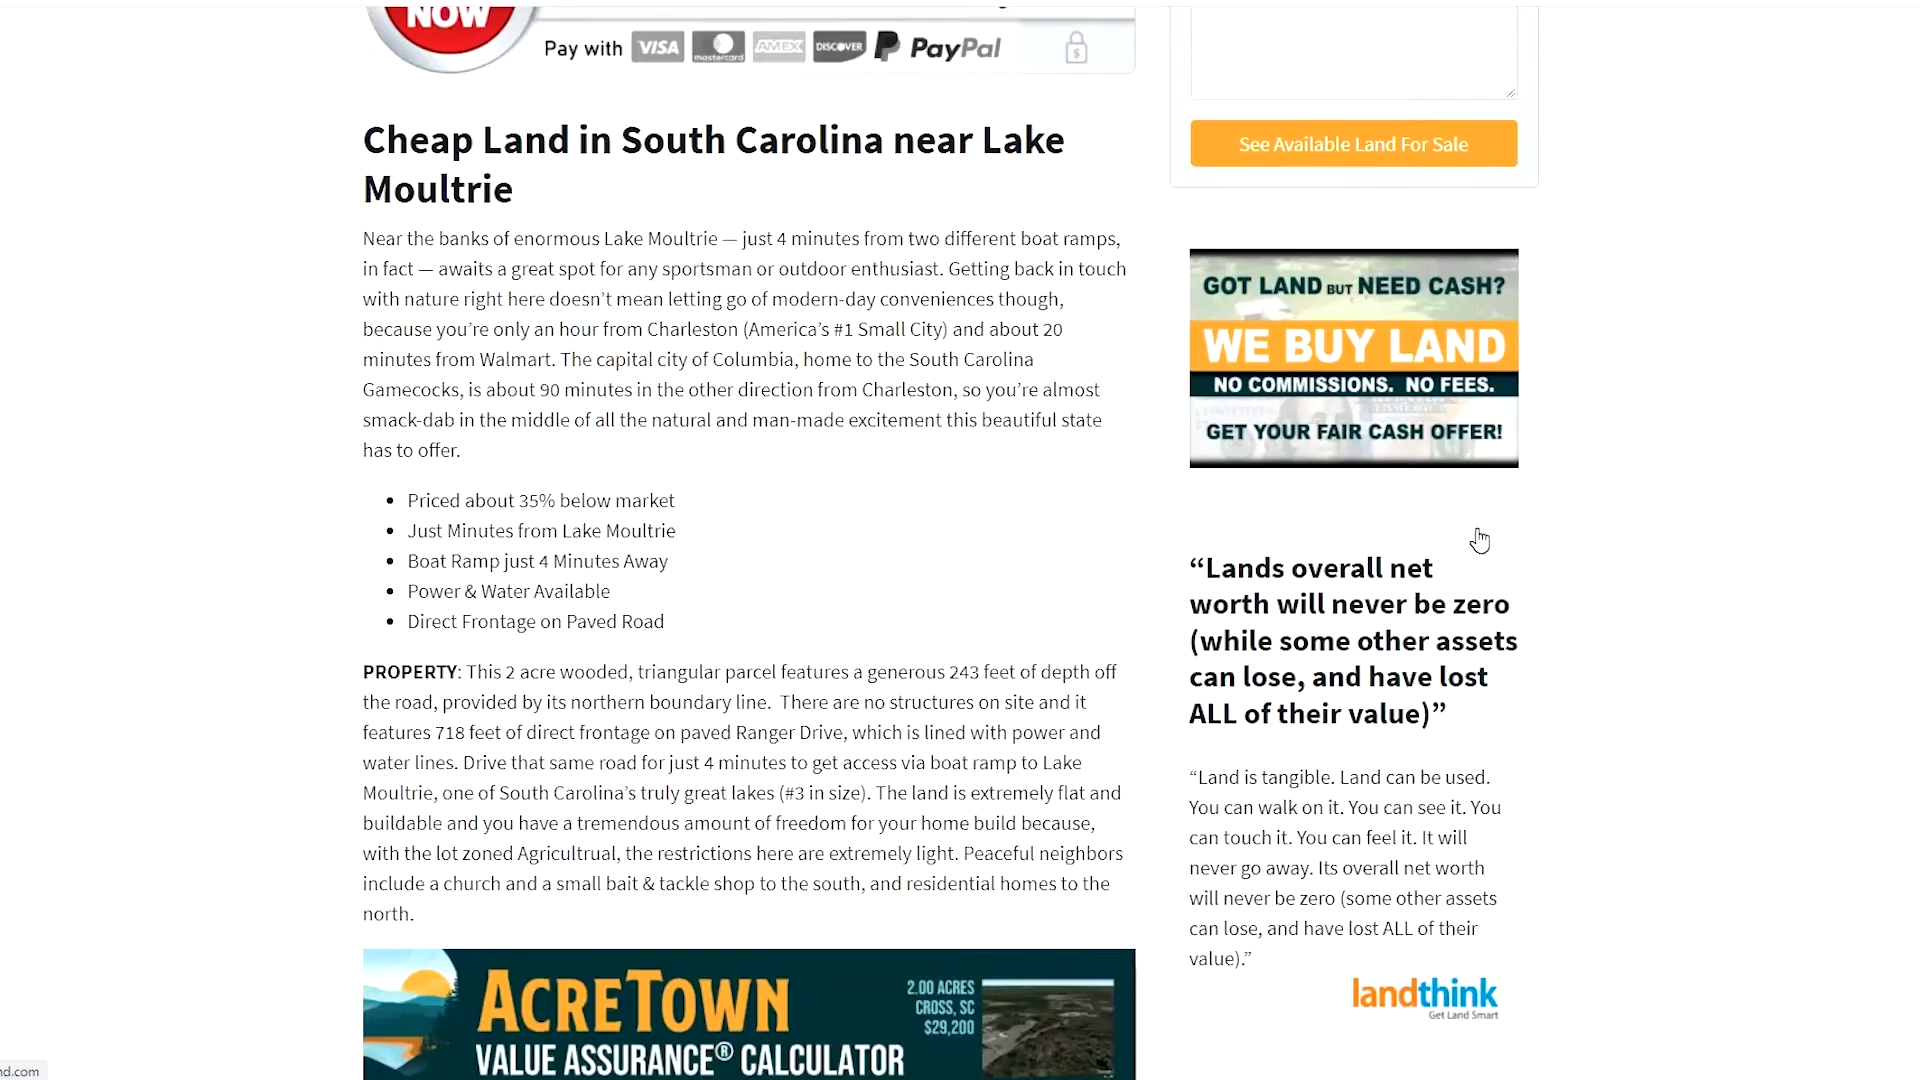 NOW
Pay with VISA mastercard AMEX DISCOVER PayPal
$
Cheap Land in South Carolina near Lake
Moultrie
Near the banks of enormous Lake Moultrie — just 4 minutes from two different boat ramps,
in fact — awaits a great spot for any sportsman or outdoor enthusiast. Getting back in touch
with nature right here doesn’t mean letting go of modern-day conveniences though,
because you’re only an hour from Charleston (America’s #1 Small City) and about 20
minutes from Walmart. The capital city of Columbia, home to the South Carolina
Gamecocks, is about 90 minutes in the other direction from Charleston, so you’re almost
smack-dab in the middle of all the natural and man-made excitement this beautiful state
has to offer.
• Priced about 35% below market
• Just Minutes from Lake Moultrie
• Boat Ramp just 4 Minutes Away
• Power & Water Available
• Direct Frontage on Paved Road
PROPERTY: This 2 acre wooded, triangular parcel features a generous 243 feet of depth off
the road, provided by its northern boundary line. There are no structures on site and it
features 718 feet of direct frontage on paved Ranger Drive, which is lined with power and
water lines. Drive that same road for just 4 minutes to get access via boat ramp to Lake
Moultrie, one of South Carolina’s truly great lakes (#3 in size). The land is extremely flat and
buildable and you have a tremendous amount of freedom for your home build because,
with the lot zoned Agricultrual, the restrictions here are extremely light. Peaceful neighbors
include a church and a small bait & tackle shop to the south, and residential homes to the
north.
ACRETOWN
VALUE ASSURANCE® CALCULATOR
2.00 ACRES
CROSS, SC
$29,200
See Available Land For Sale
GOT LAND BUT NEED CASH?
WE BUY LAND
NO COMMISSIONS. NO FEES.
GET YOUR FAIR CASH OFFER!
“Lands overall net
worth will never be zero
(while some other assets
can lose, and have lost
ALL of their value)”
“Land is tangible. Land can be used.
You can walk on it. You can see it. You
can touch it. You can feel it. It will
never go away. Its overall net worth
will never be zero (some other assets
can lose, and have lost ALL of their
value).”
landthink
Get Land Smart
nd.com